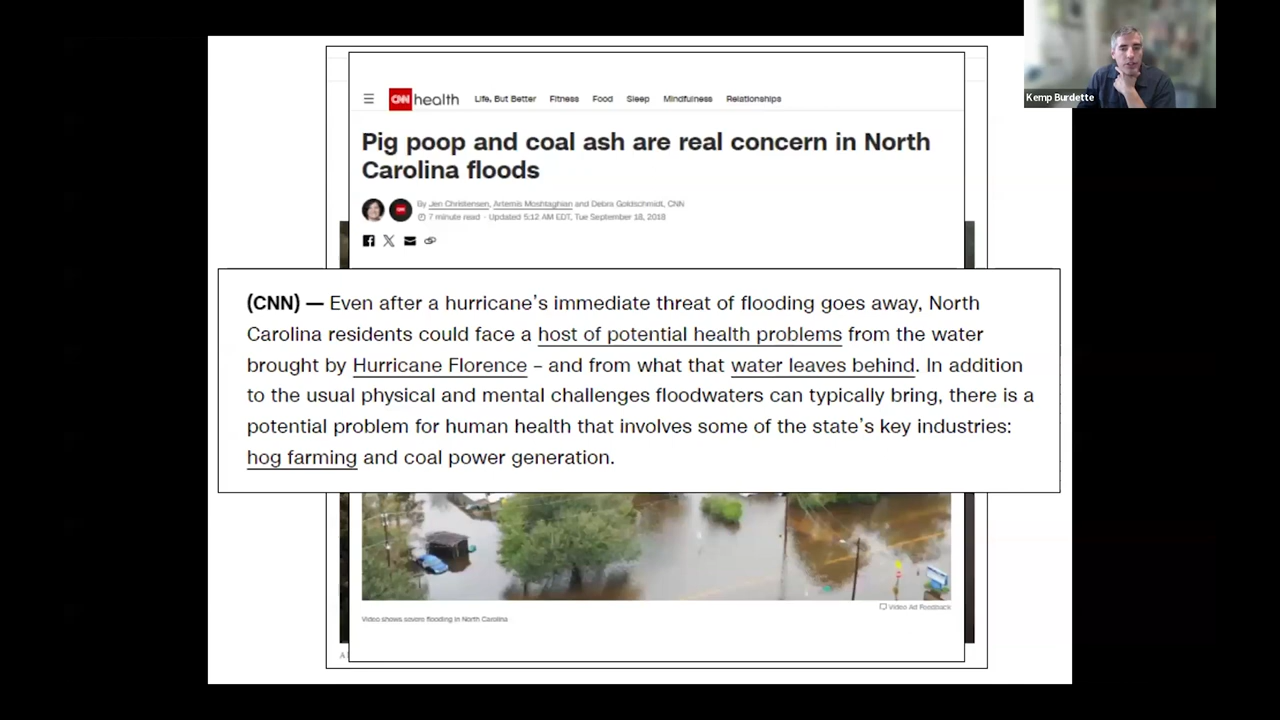 Kemp Burdette
CNN health Life, But Better Fitness Food Sleep Mindfulness Relationships
Pig poop and coal ash are real concern in North
Carolina floods
By Jen Christensen, Artemis Moshtaghian and Debra Goldschmidt, CNN
7 minute read · Updated 5:12 AM EDT, Tue September 18, 2018
(CNN) — Even after a hurricane's immediate threat of flooding goes away, North
Carolina residents could face a host of potential health problems from the water
brought by Hurricane Florence – and from what that water leaves behind. In addition
to the usual physical and mental challenges floodwaters can typically bring, there is a
potential problem for human health that involves some of the state's key industries:
hog farming and coal power generation.
Video Ad Feedback
Video shows severe flooding in North Carolina